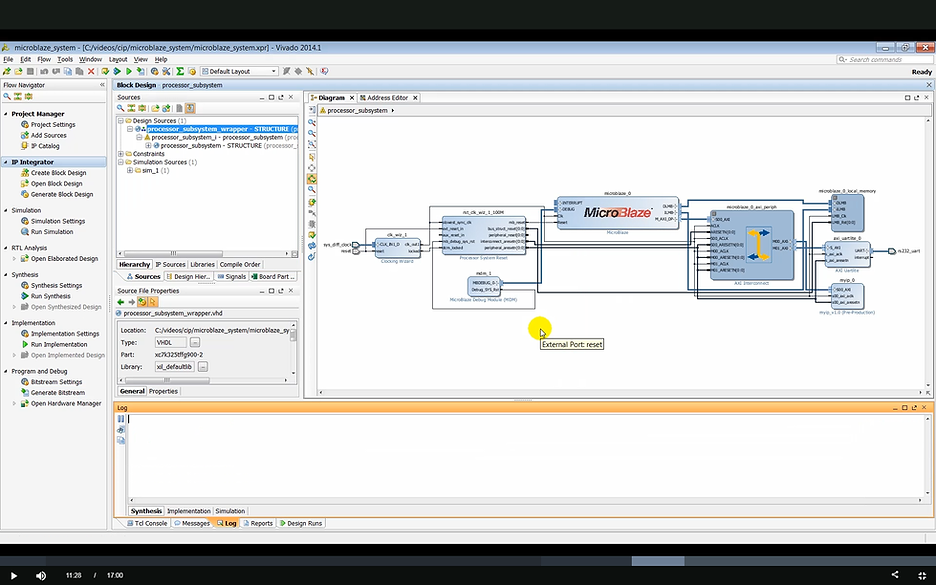 microblaze_system - [C:/videos/cip/microblaze_system/microblaze_system.xpr] - Vivado 2014.1
File Edit Flow Tools Window Layout View Help
Search commands
Default Layout
Ready
Flow Navigator
Project Manager
Project Settings
Add Sources
IP Catalog
IP Integrator
Create Block Design
Open Block Design
Generate Block Design
Simulation
Simulation Settings
Run Simulation
RTL Analysis
Open Elaborated Design
Synthesis
Synthesis Settings
Run Synthesis
Open Synthesized Design
Implementation
Implementation Settings
Run Implementation
Open Implemented Design
Program and Debug
Bitstream Settings
Generate Bitstream
Open Hardware Manager
Block Design - processor_subsystem
Sources
Design Sources (1)
processor_subsystem_wrapper - STRUCTURE (p
processor_subsystem_i - processor_subsystem (proc
processor_subsystem - STRUCTURE (processor_
Constraints
Simulation Sources (1)
sim_1 (1)
Hierarchy IP Sources Libraries Compile Order
Sources Design Hier... Signals Board Part ...
Source File Properties
processor_subsystem_wrapper.vhd
Location: C:/videos/cip/microblaze_system/microblaze_sy
Type: VHDL
Part: xc7k325tffg900-2
Library: xil_defaultlib
General Properties
Diagram Address Editor
processor_subsystem
sys_diff_clock
reset
clk_wiz_1
CLK_IN1_D
reset
clk_out1
locked
Clocking Wizard
rst_clk_wiz_1_100M
slowest_sync_clk
ext_reset_in
aux_reset_in
mb_debug_sys_rst
dcm_locked
mb_reset
bus_struct_reset[0:0]
peripheral_reset[0:0]
interconnect_aresetn[0:0]
peripheral_aresetn[0:0]
Processor System Reset
mdm_1
MBDEBUG_0
Debug_SYS_Rst
MicroBlaze Debug Module (MDM)
microblaze_0
INTERRUPT
DEBUG
Clk
Reset
MicroBlaze
DLMB
ILMB
M_AXI_DP
MicroBlaze
microblaze_0_axi_periph
S00_AXI
ACLK
ARESETN[0:0]
S00_ACLK
S00_ARESETN[0:0]
M00_ACLK
M00_ARESETN[0:0]
M01_ACLK
M01_ARESETN[0:0]
M00_AXI
M01_AXI
AXI Interconnect
microblaze_0_local_memory
DLMB
ILMB
LMB_Clk
LMB_Rst[0:0]
axi_uartlite_0
S_AXI
s_axi_aclk
s_axi_aresetn
UART
interrupt
AXI Uartlite
rs232_uart
myip_0
S00_AXI
s00_axi_aclk
s00_axi_aresetn
myip_v1.0 (Pre-Production)
External Port: reset
Log
Synthesis Implementation Simulation
Tcl Console Messages Log Reports Design Runs
11:28 / 17:00